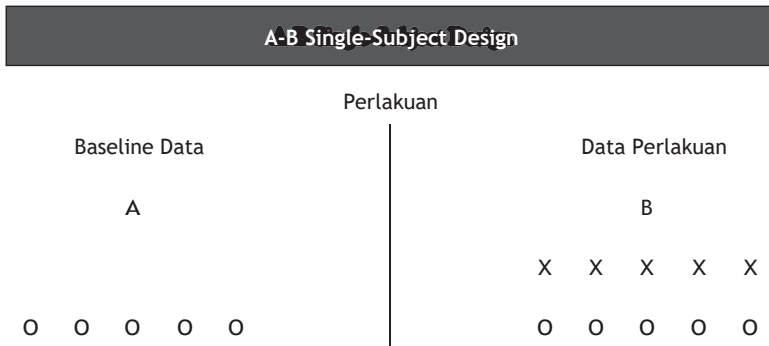 A-B Single-Subject Design
Perlakuan
Baseline Data Data Perlakuan
A B
X X X X X
O O O O O O O O O O